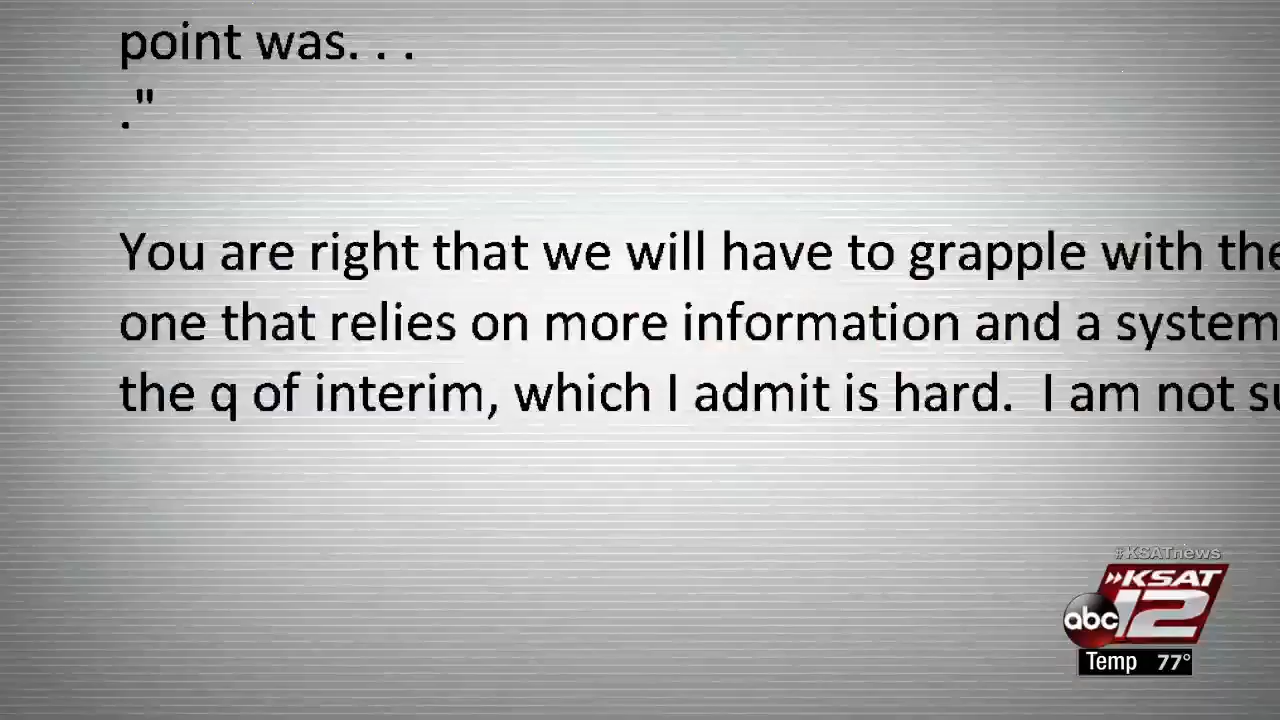 point was. . .
."
You are right that we will have to grapple with the
one that relies on more information and a system
the q of interim, which I admit is hard.  I am not su
#KSATnews
KSAT
abc 12
Temp 77°